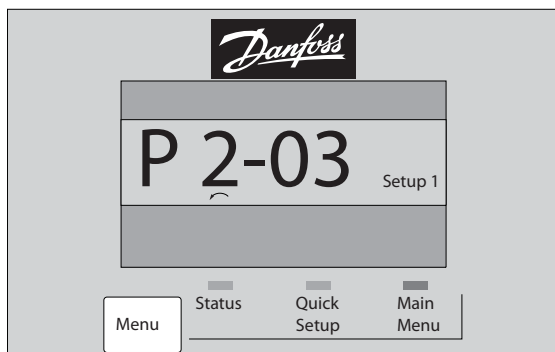 Danfoss
P 2-03
Setup 1
Status
Quick
Setup
Main
Menu
Menu